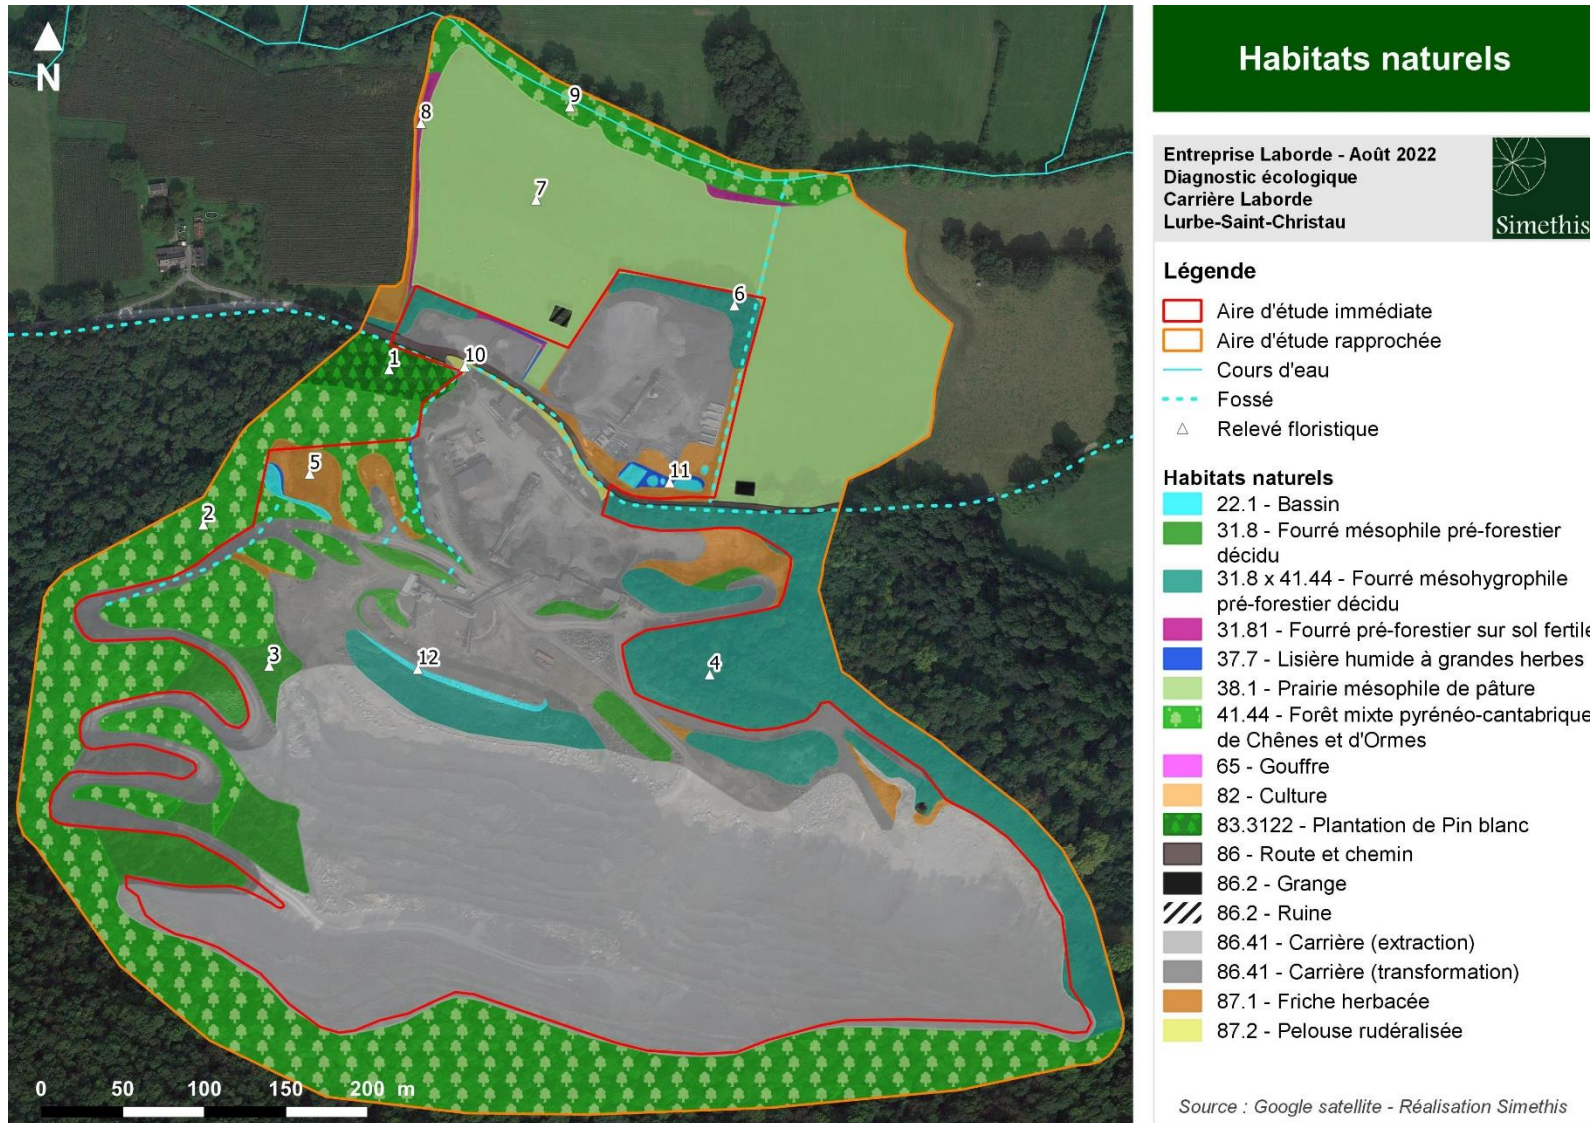 N
9
8
7
6
1
10
5
11
2
3
12
4
0 50 100 150 200 m
Habitats naturels
Entreprise Laborde - Août 2022
Diagnostic écologique
Carrière Laborde
Lurbe-Saint-Christau
Simethis
Légende
Aire d'étude immédiate
Aire d'étude rapprochée
Cours d'eau
Fossé
Relevé floristique
Habitats naturels
22.1 - Bassin
31.8 - Fourré mésophile pré-forestier
décidu
31.8 x 41.44 - Fourré mésohygrophile
pré-forestier décidu
31.81 - Fourré pré-forestier sur sol fertile
37.7 - Lisière humide à grandes herbes
38.1 - Prairie mésophile de pâture
41.44 - Forêt mixte pyrénéo-cantabrique
de Chênes et d'Ormes
65 - Gouffre
82 - Culture
83.3122 - Plantation de Pin blanc
86 - Route et chemin
86.2 - Grange
86.2 - Ruine
86.41 - Carrière (extraction)
86.41 - Carrière (transformation)
87.1 - Friche herbacée
87.2 - Pelouse rudéralisée
Source : Google satellite - Réalisation Simethis